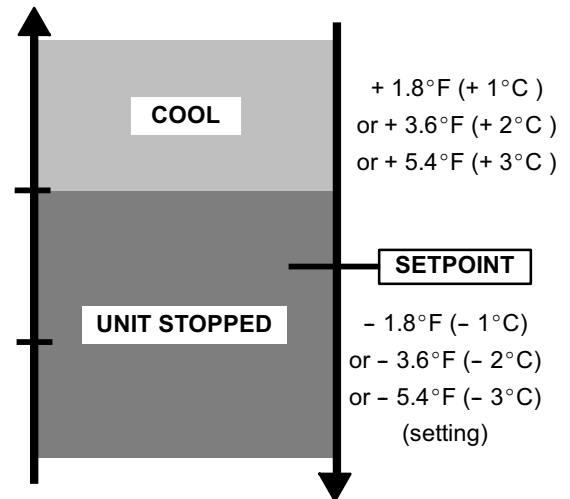 COOL
+ 1.8°F (+ 1°C )
or + 3.6°F (+ 2°C )
or + 5.4°F (+ 3°C )
SETPOINT
UNIT STOPPED
– 1.8°F (– 1°C)
or – 3.6°F (– 2°C)
or – 5.4°F (– 3°C)
(setting)